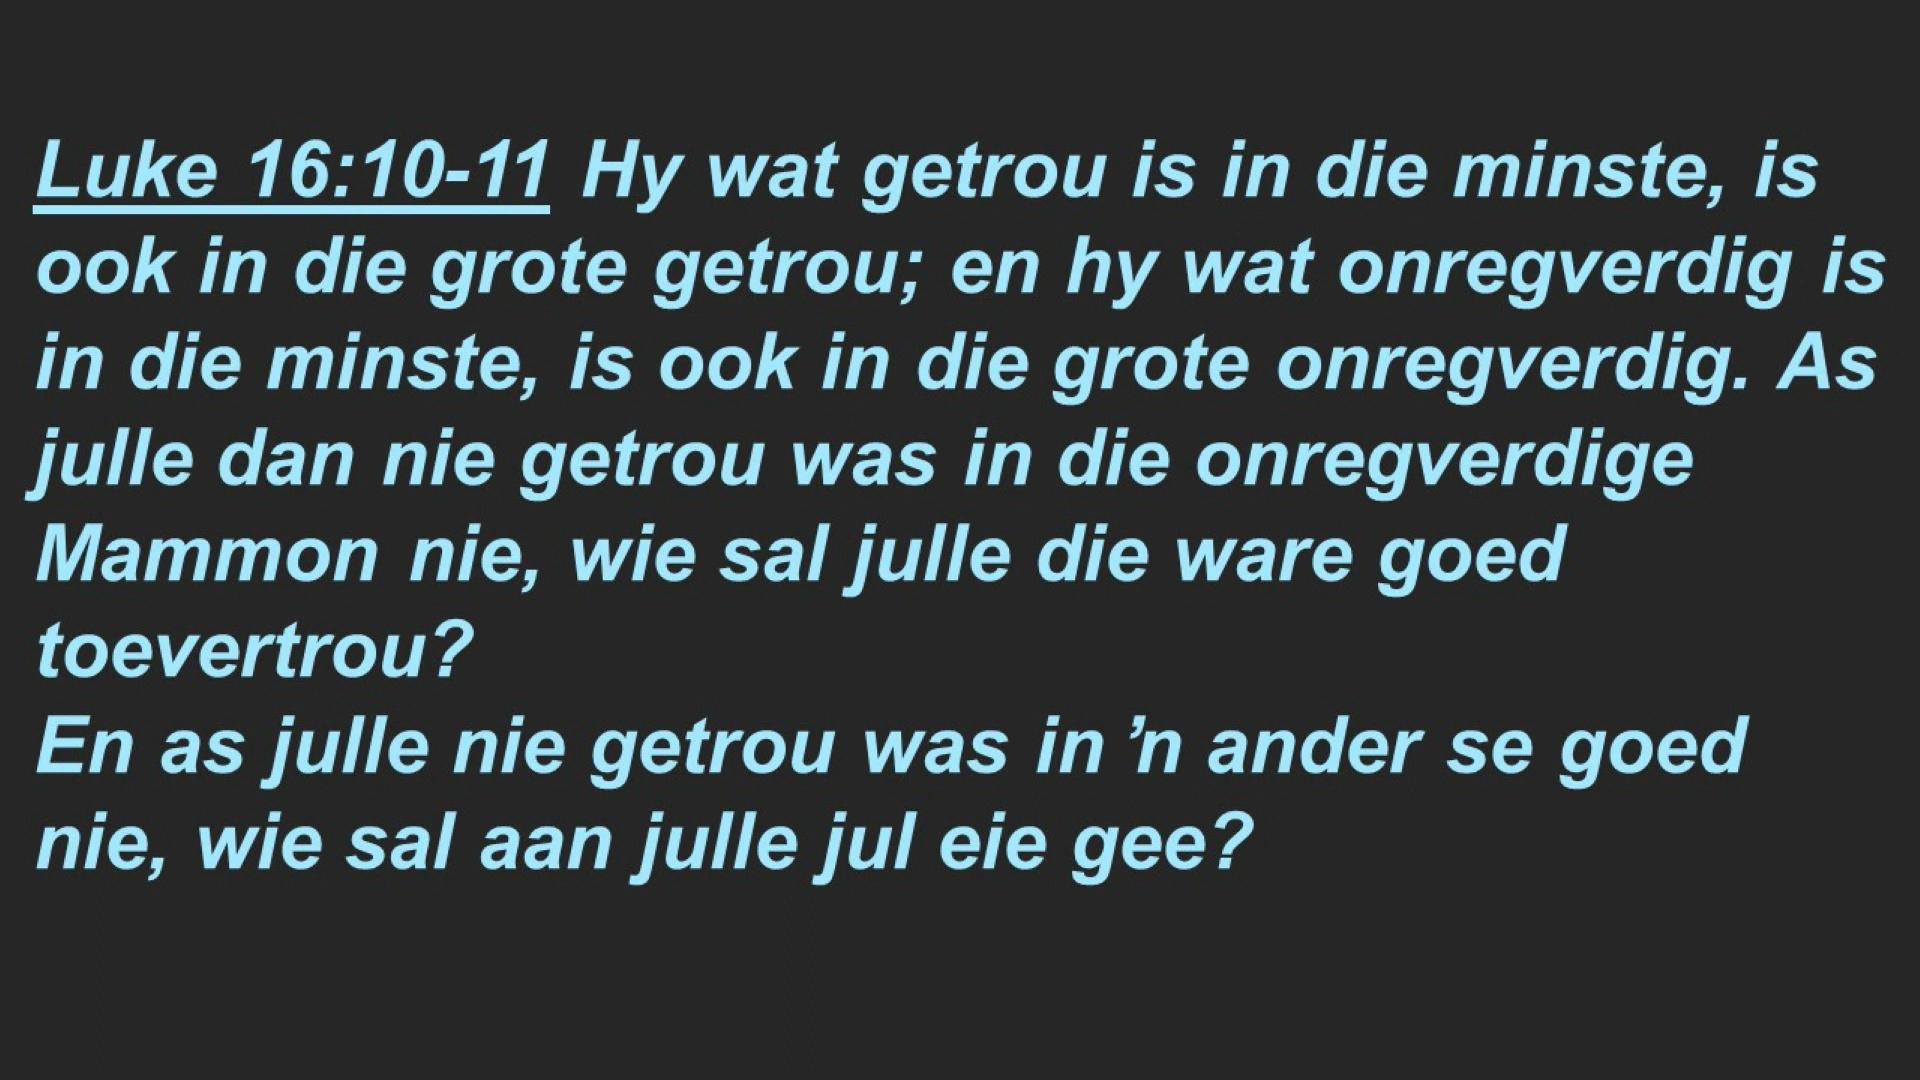 Luke 16:10-11 Hy wat getrou is in die minste, is
ook in die grote getrou; en hy wat onregverdig is
in die minste, is ook in die grote onregverdig. As
julle dan nie getrou was in die onregverdige
Mammon nie, wie sal julle die ware goed
toevertrou?
En as julle nie getrou was in ’n ander se goed
nie, wie sal aan julle jul eie gee?